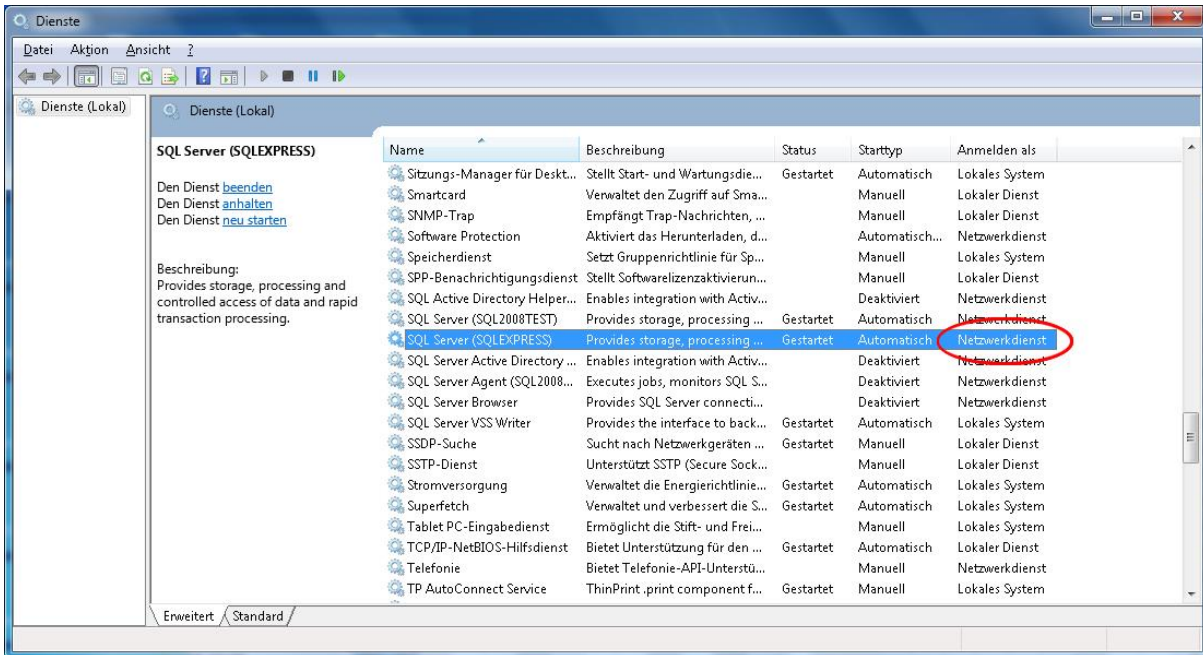 Dienste
Datei Aktion Ansicht ?
Dienste (Lokal)
Dienste (Lokal)
SQL Server (SQLEXPRESS)
Den Dienst beenden
Den Dienst anhalten
Den Dienst neu starten
Beschreibung:
Provides storage, processing and
controlled access of data and rapid
transaction processing.
Name Beschreibung Status Starttyp Anmelden als
Sitzungs-Manager für Deskt... Stellt Start- und Wartungsdie... Gestartet Automatisch Lokales System
Smartcard Verwaltet den Zugriff auf Sma... Manuell Lokaler Dienst
SNMP-Trap Empfängt Trap-Nachrichten, ... Manuell Lokaler Dienst
Software Protection Aktiviert das Herunterladen, d... Automatisch... Netzwerkdienst
Speicherdienst Setzt Gruppenrichtlinie für Sp... Manuell Lokales System
SPP-Benachrichtigungsdienst Stellt Softwarelizenzaktivierun... Manuell Lokaler Dienst
SQL Active Directory Helper... Enables integration with Activ... Deaktiviert Netzwerkdienst
SQL Server (SQL2008TEST) Provides storage, processing ... Gestartet Automatisch Netzwerkdienst
SQL Server (SQLEXPRESS) Provides storage, processing ... Gestartet Automatisch Netzwerkdienst
SQL Server Active Directory ... Enables integration with Activ... Deaktiviert Netzwerkdienst
SQL Server Agent (SQL2008... Executes jobs, monitors SQL S... Deaktiviert Netzwerkdienst
SQL Server Browser Provides SQL Server connecti... Deaktiviert Netzwerkdienst
SQL Server VSS Writer Provides the interface to back... Gestartet Automatisch Lokales System
SSDP-Suche Sucht nach Netzwerkgeräten ... Gestartet Manuell Lokaler Dienst
SSTP-Dienst Unterstützt SSTP (Secure Sock... Manuell Lokaler Dienst
Stromversorgung Verwaltet die Energierichtlinie... Gestartet Automatisch Lokales System
Superfetch Verwaltet und verbessert die S... Gestartet Automatisch Lokales System
Tablet PC-Eingabedienst Ermöglicht die Stift- und Frei... Manuell Lokales System
TCP/IP-NetBIOS-Hilfsdienst Bietet Unterstützung für den ... Gestartet Automatisch Lokaler Dienst
Telefonie Bietet Telefonie-API-Unterstü... Manuell Netzwerkdienst
TP AutoConnect Service ThinPrint .print component f... Gestartet Manuell Lokales System
Erweitert Standard